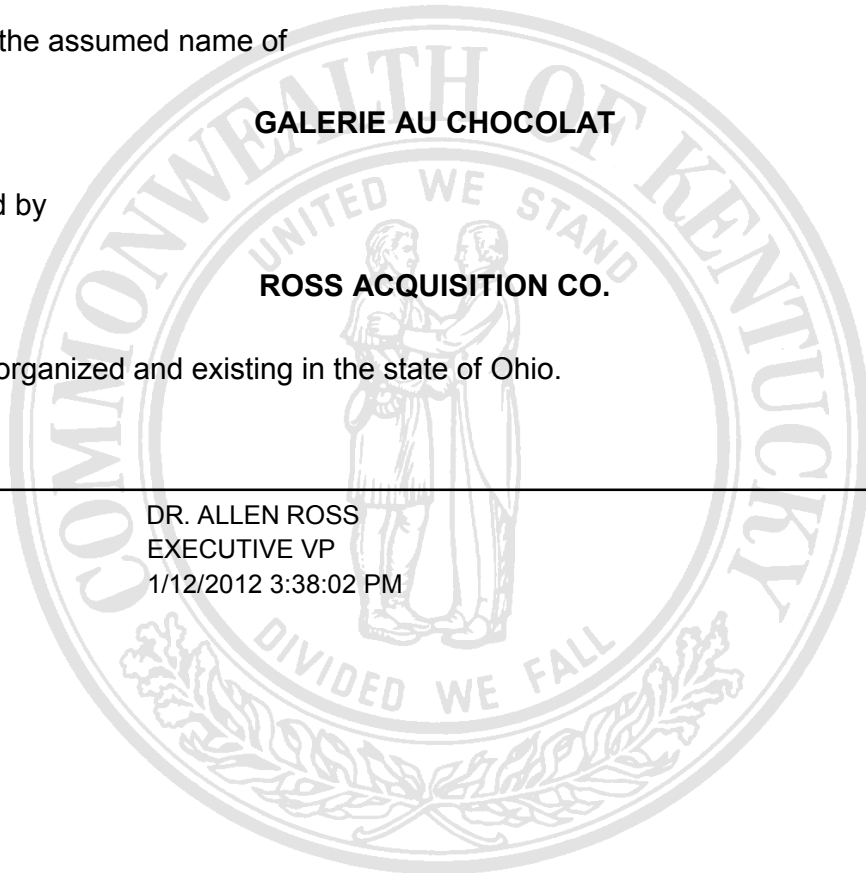 the assumed name of
GALERIE AU CHOCOLAT
d by
ROSS ACQUISITION CO.
organized and existing in the state of Ohio.
DR. ALLEN ROSS
EXECUTIVE VP
1/12/2012 3:38:02 PM
COMMONWEALTH OF KENTUCKY
UNITED WE STAND
DIVIDED WE FALL